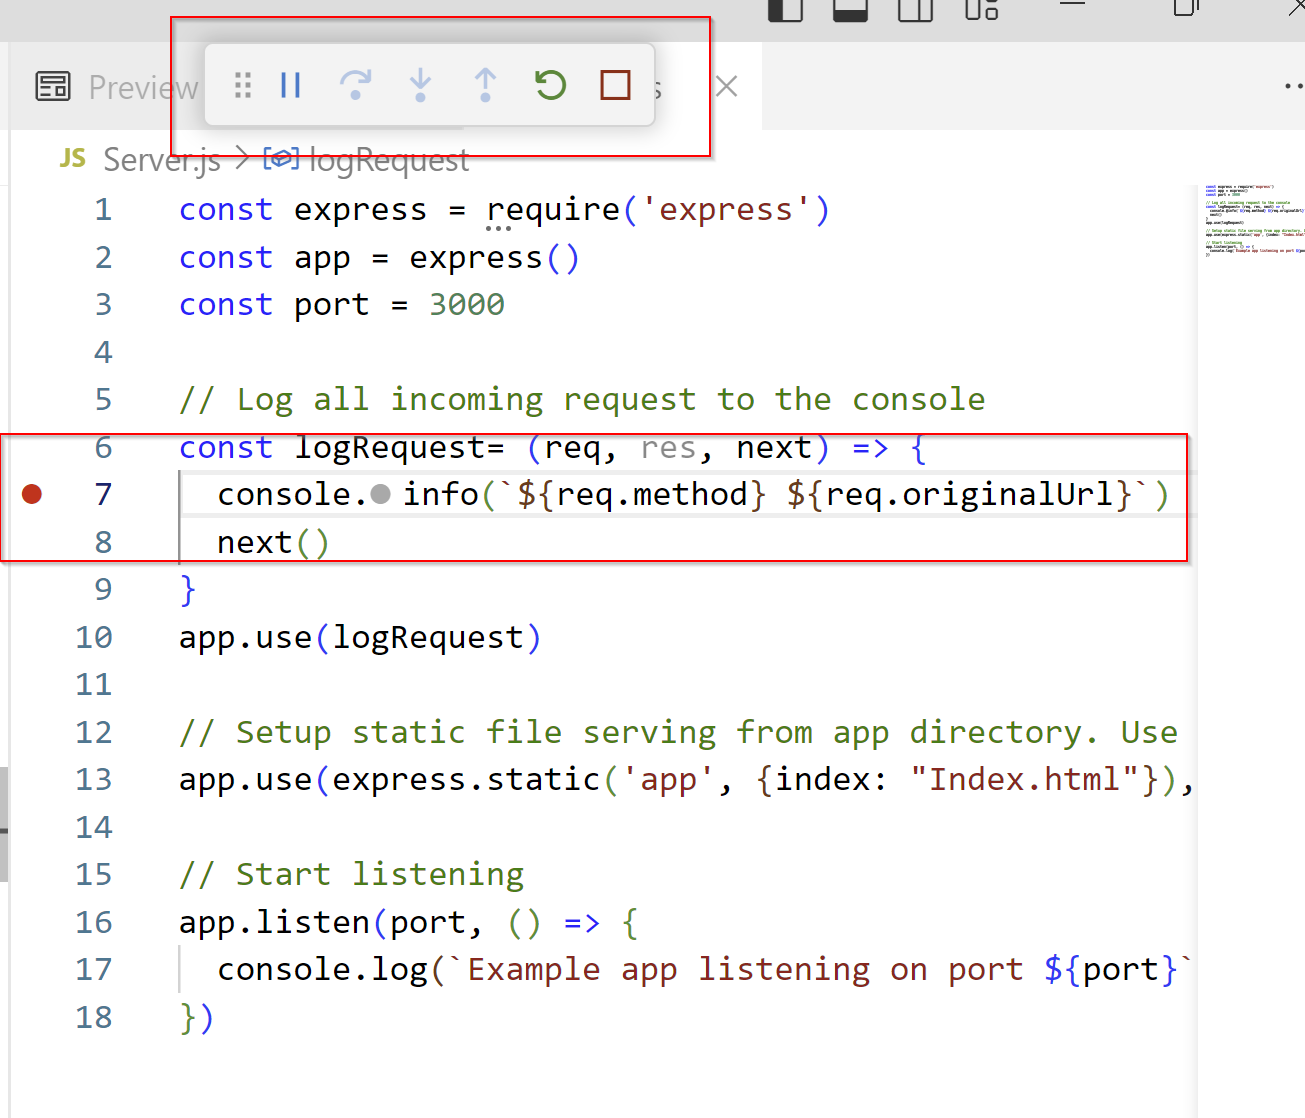 Preview s
JS Server.js > logRequest
1 const express = require('express')
2 const app = express()
3 const port = 3000
4
5 // Log all incoming request to the console
6 const logRequest= (req, res, next) => {
7 console.info(`${req.method} ${req.originalUrl}`)
8 next()
9 }
10 app.use(logRequest)
11
12 // Setup static file serving from app directory. Use
13 app.use(express.static('app', {index: "Index.html"}),
14
15 // Start listening
16 app.listen(port, () => {
17 console.log(`Example app listening on port ${port}`
18 })